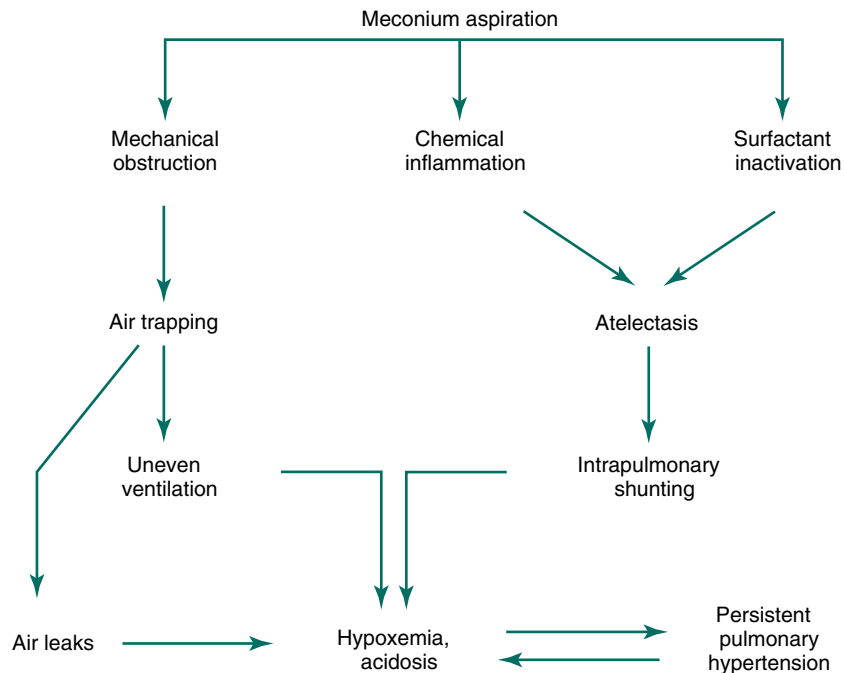 Meconium aspiration
Mechanical
obstruction
Chemical
inflammation
Surfactant
inactivation
Air trapping
Atelectasis
Uneven
ventilation
Intrapulmonary
shunting
Air leaks
Hypoxemia,
acidosis
Persistent
pulmonary
hypertension